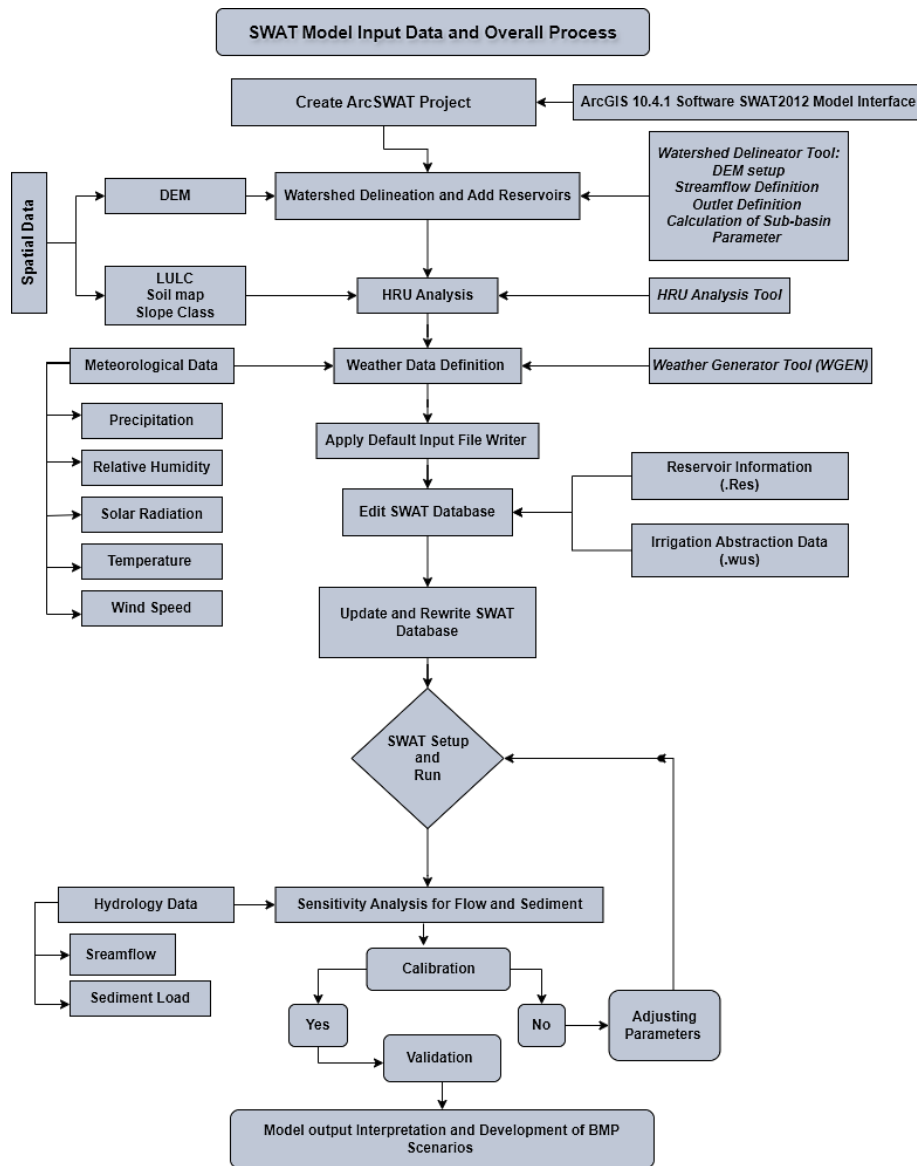 SWAT Model Input Data and Overall Process
Create ArcSWAT Project
ArcGIS 10.4.1 Software SWAT2012 Model Interface
Spatial Data
DEM
Watershed Delineation and Add Reservoirs
Watershed Delineator Tool:
DEM setup
Streamflow Definition
Outlet Definition
Calculation of Sub-basin
Parameter
LULC
Soil map
Slope Class
HRU Analysis
HRU Analysis Tool
Meteorological Data
Weather Data Definition
Weather Generator Tool (WGEN)
Precipitation
Relative Humidity
Solar Radiation
Temperature
Wind Speed
Apply Default Input File Writer
Edit SWAT Database
Reservoir Information
(.Res)
Irrigation Abstraction Data
(.wus)
Update and Rewrite SWAT
Database
SWAT Setup
and
Run
Hydrology Data
Sensitivity Analysis for Flow and Sediment
Sreamflow
Sediment Load
Calibration
Yes
No
Adjusting
Parameters
Validation
Model output Interpretation and Development of BMP
Scenarios